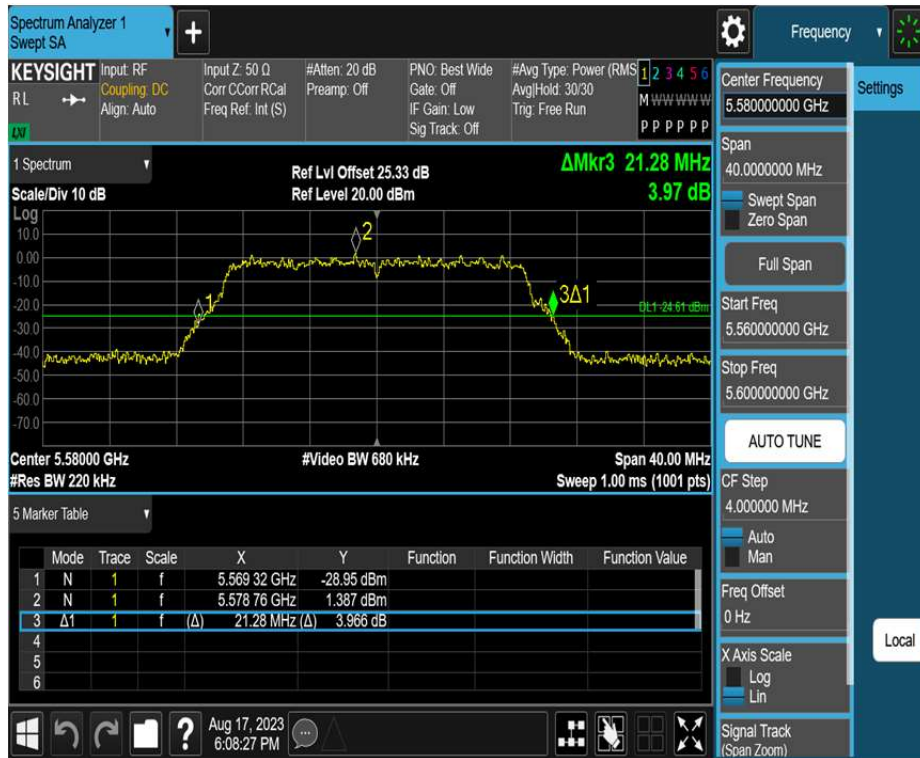 Spectrum Analyzer 1
Swept SA
+
Frequency
KEYSIGHT
RL
LXI
Input: RF
Coupling: DC
Align: Auto
Input Z: 50 Ω
Corr CCorr RCal
Freq Ref: Int (S)
#Atten: 20 dB
Preamp: Off
PNO: Best Wide
Gate: Off
IF Gain: Low
Sig Track: Off
#Avg Type: Power (RMS
Avg|Hold: 30/30
Trig: Free Run
1 2 3 4 5 6
M W W W W W
P P P P P P
1 Spectrum
Scale/Div 10 dB
Ref Lvl Offset 25.33 dB
Ref Level 20.00 dBm
ΔMkr3 21.28 MHz
3.97 dB
Log
10.0
0.00
-10.0
-20.0
-30.0
-40.0
-50.0
-60.0
-70.0
1
2
3Δ1
DL1 -24.61 dBm
Center 5.58000 GHz
#Video BW 680 kHz
Span 40.00 MHz
#Res BW 220 kHz
Sweep 1.00 ms (1001 pts)
5 Marker Table
Mode Trace Scale X Y Function Function Width Function Value
1 N 1 f 5.569 32 GHz -28.95 dBm
2 N 1 f 5.578 76 GHz 1.387 dBm
3 Δ1 1 f (Δ) 21.28 MHz (Δ) 3.966 dB
4
5
6
?
Aug 17, 2023
6:08:27 PM
Center Frequency
5.580000000 GHz
Span
40.0000000 MHz
Swept Span
Zero Span
Full Span
Start Freq
5.560000000 GHz
Stop Freq
5.600000000 GHz
AUTO TUNE
CF Step
4.000000 MHz
Auto
Man
Freq Offset
0 Hz
X Axis Scale
Log
Lin
Signal Track
(Span Zoom)
Settings
Local